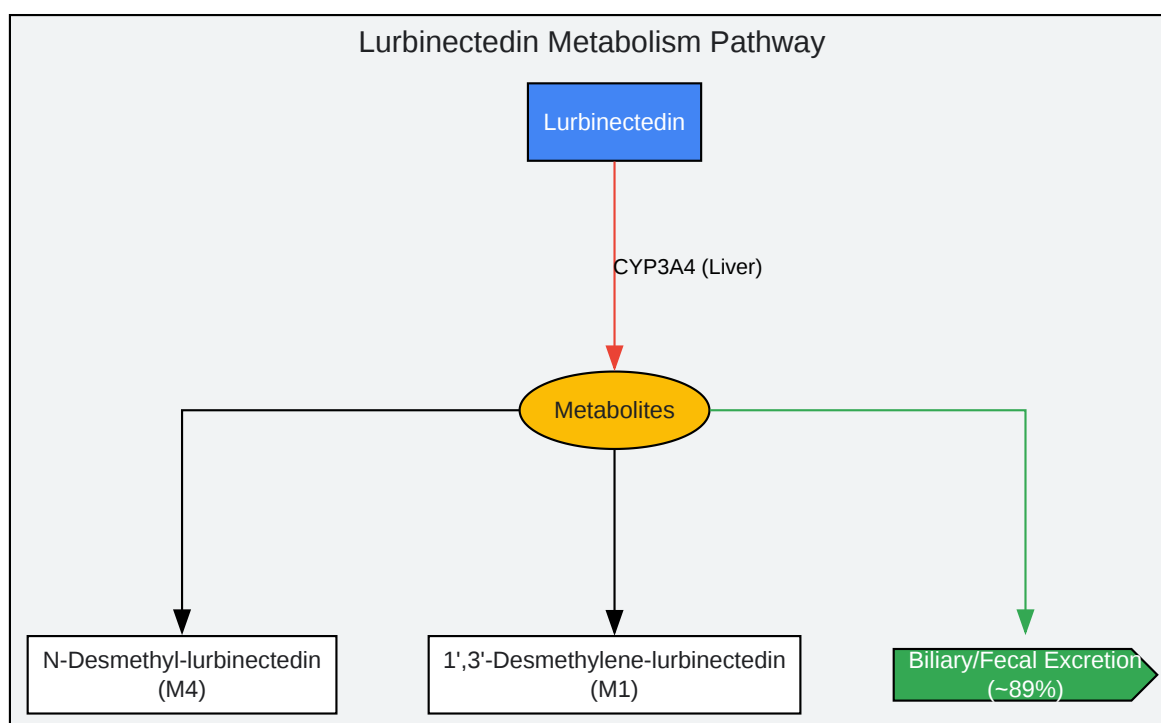 Lurbinectedin Metabolism Pathway
Lurbinectedin
CYP3A4 (Liver)
Metabolites
N-Desmethyl-lurbinectedin
(M4)
1',3'-Desmethylene-lurbinectedin
(M1)
Biliary/Fecal Excretion
(~89%)